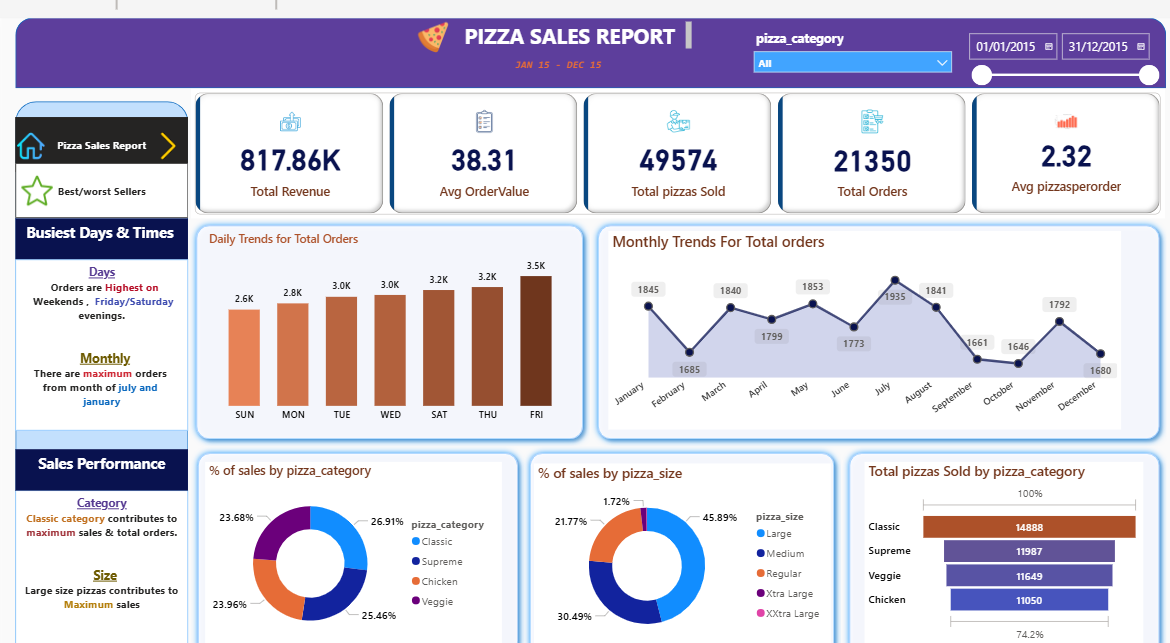 PIZZA SALES REPORT
JAN 15 - DEC 15
pizza_category
All
01/01/2015
31/12/2015
Pizza Sales Report
Best/worst Sellers
Busiest Days & Times
Days
Orders are Highest on
Weekends , Friday/Saturday
evenings.
Monthly
There are maximum orders
from month of july and
january
Sales Performance
Category
Classic category contributes to
maximum sales & total orders.
Size
Large size pizzas contributes to
Maximum sales
817.86K
Total Revenue
38.31
Avg OrderValue
49574
Total pizzas Sold
21350
Total Orders
2.32
Avg pizzasperorder
Daily Trends for Total Orders
2.6K
2.8K
3.0K
3.0K
3.2K
3.2K
3.5K
SUN
MON
TUE
WED
SAT
THU
FRI
Monthly Trends For Total orders
1845
1685
1840
1799
1853
1773
1935
1841
1661
1646
1792
1680
January
February
March
April
May
June
July
August
September
October
November
December
% of sales by pizza_category
26.91%
25.46%
23.96%
23.68%
pizza_category
Classic
Supreme
Chicken
Veggie
% of sales by pizza_size
1.72%
45.89%
21.77%
30.49%
pizza_size
Large
Medium
Regular
Xtra Large
XXtra Large
Total pizzas Sold by pizza_category
100%
Classic 14888
Supreme 11987
Veggie 11649
Chicken 11050
74.2%